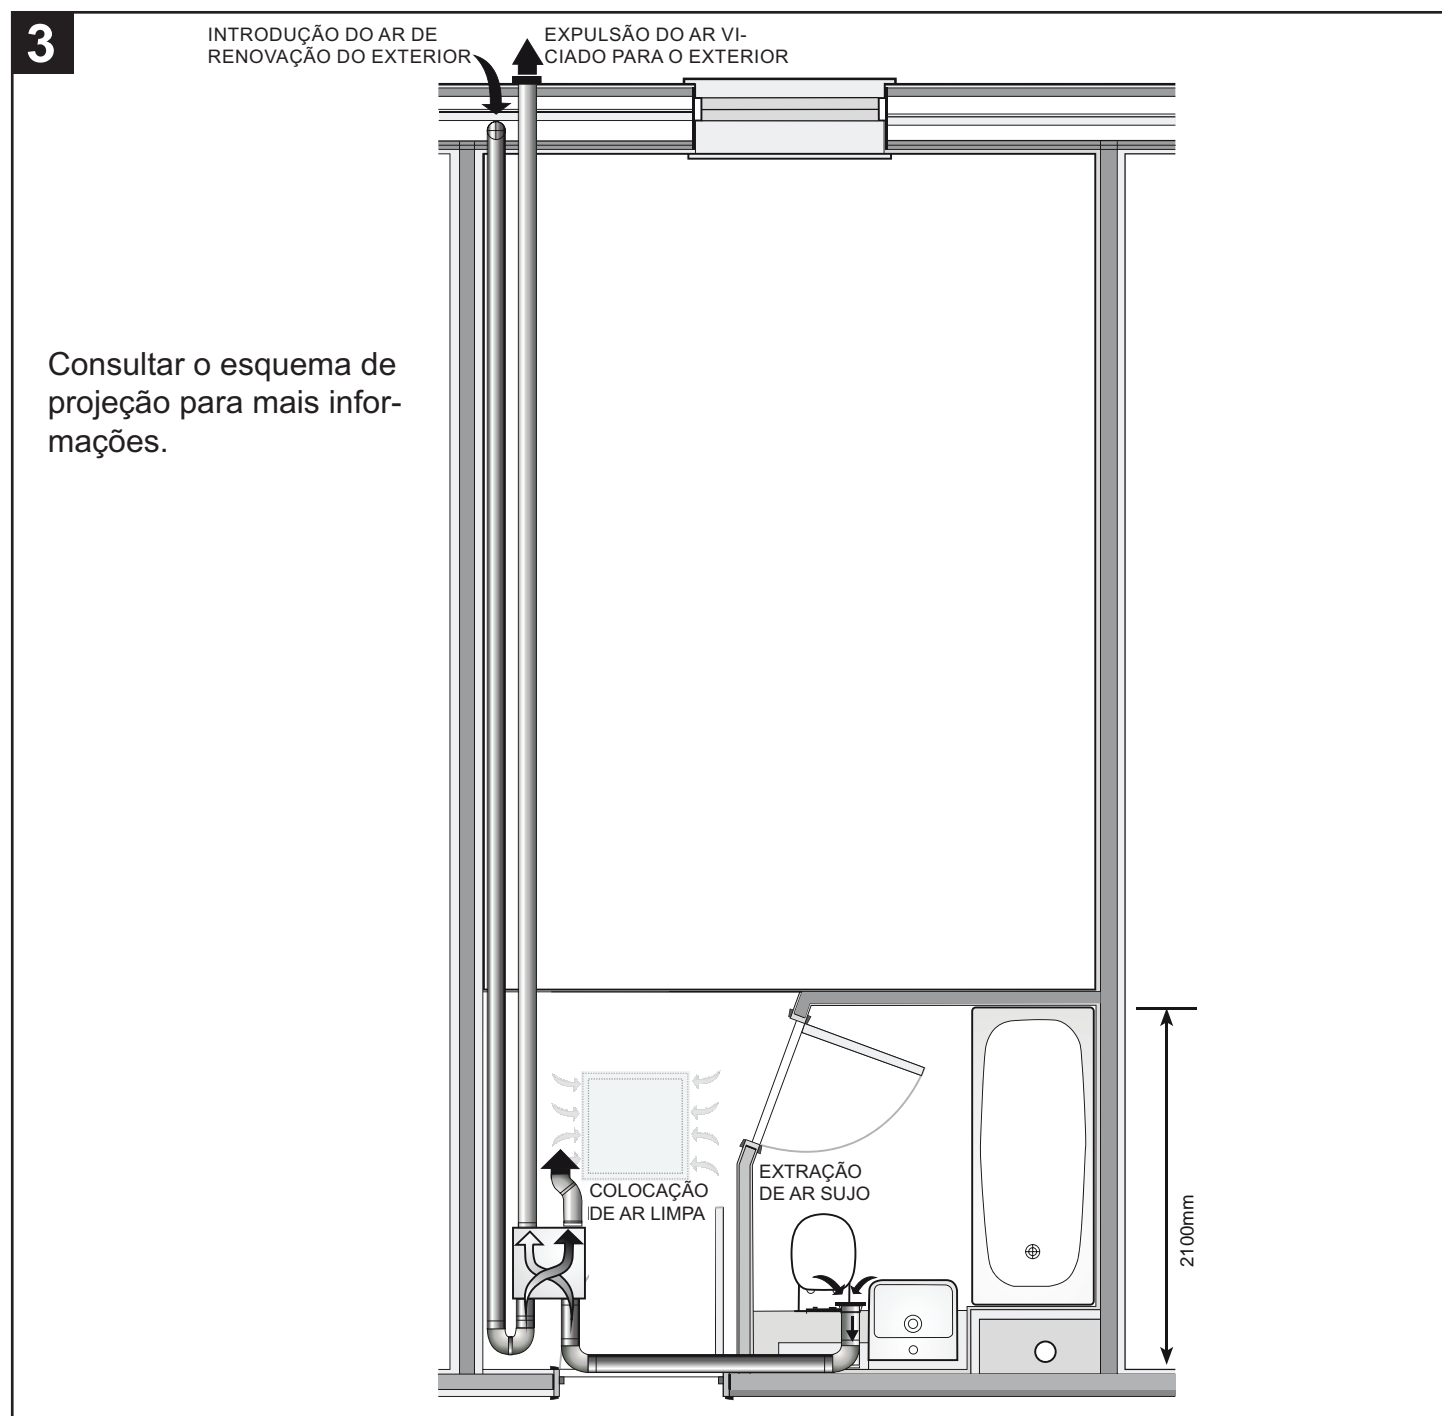 3
INTRODUÇÃO DO AR DE
RENOVAÇÃO DO EXTERIOR
EXPULSÃO DO AR VI-
CIADO PARA O EXTERIOR
Consultar o esquema de
projeção para mais infor-
mações.
EXTRAÇÃO
DE AR SUJO
COLOCAÇÃO
DE AR LIMPA
2100mm